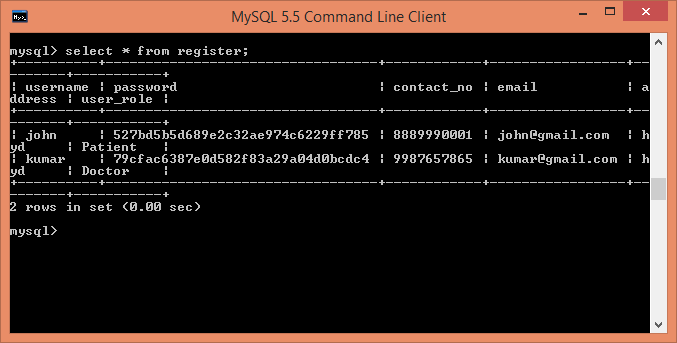 MySQL 5.5 Command Line Client
mysql> select * from register;
+----------+----------------------------------+------------+-----------------+--
-------+-----------+
| username | password                         | contact_no | email           | a
ddress | user_role |
+----------+----------------------------------+------------+-----------------+--
-------+-----------+
| john     | 527bd5b5d689e2c32ae974c6229ff785 | 8889990001 | john@gmail.com  | h
yd     | Patient   |
| kumar    | 79cfac6387e0d582f83a29a04d0bcdc4 | 9987657865 | kumar@gmail.com | h
yd     | Doctor    |
+----------+----------------------------------+------------+-----------------+--
-------+-----------+
2 rows in set (0.00 sec)
mysql>